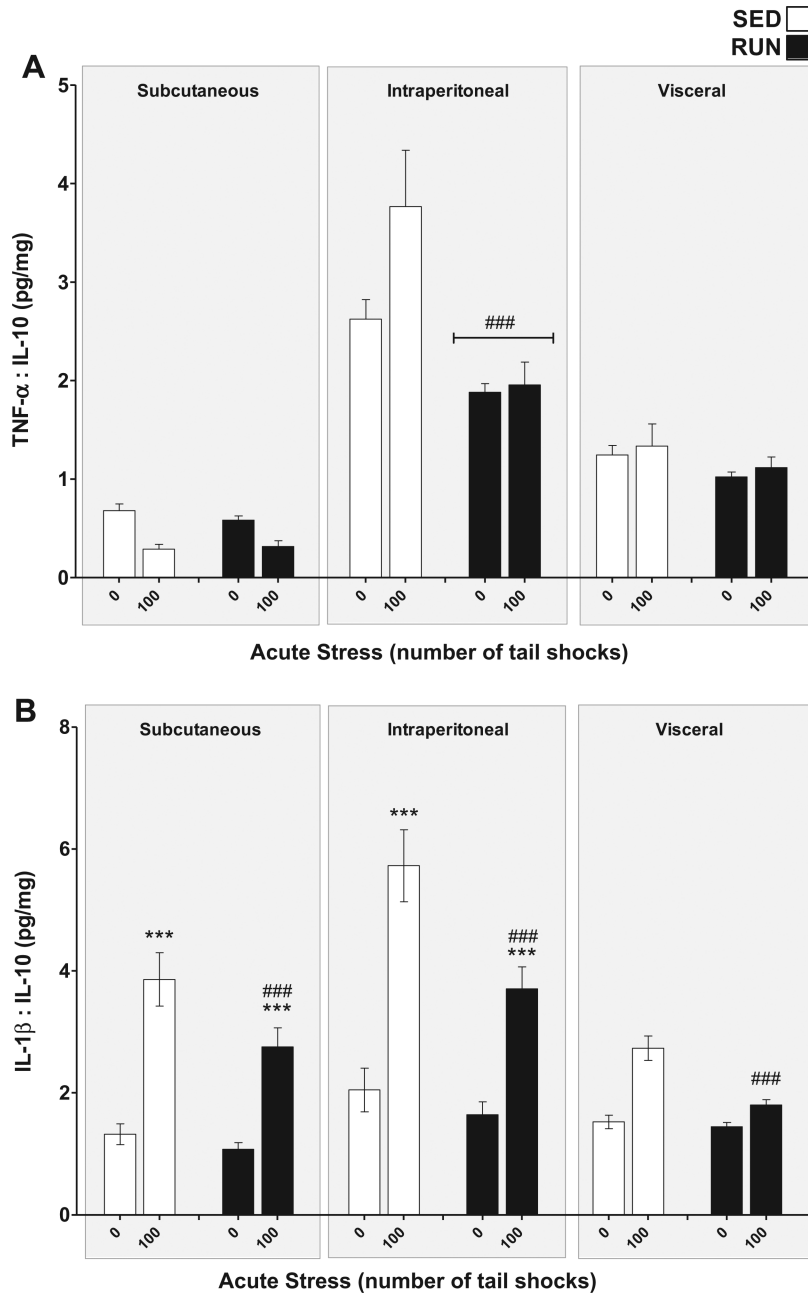 SED
RUN
A
Subcutaneous Intraperitoneal Visceral
5
4
3
2
1
0
TNF-α : IL-10 (pg/mg)
###
0 100 0 100 0 100 0 100 0 100 0 100
Acute Stress (number of tail shocks)
B
Subcutaneous Intraperitoneal Visceral
8
6
4
2
0
IL-1β : IL-10 (pg/mg)
***
***
###
***
###
***
###
0 100 0 100 0 100 0 100 0 100 0 100
Acute Stress (number of tail shocks)